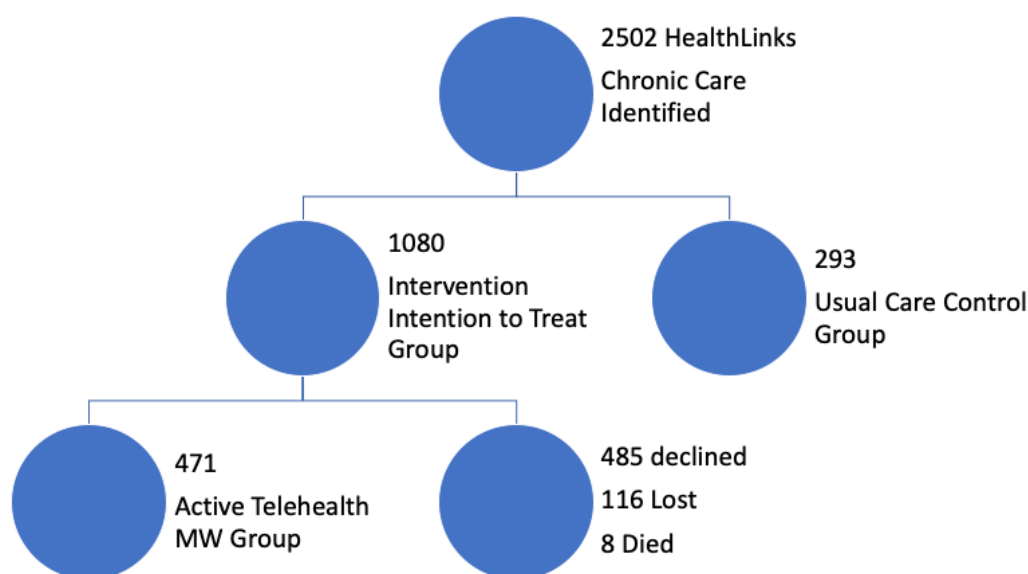 2502 HealthLinks
Chronic Care
Identified
1080
Intervention
Intention to Treat
Group
293
Usual Care Control
Group
471
Active Telehealth
MW Group
485 declined
116 Lost
8 Died